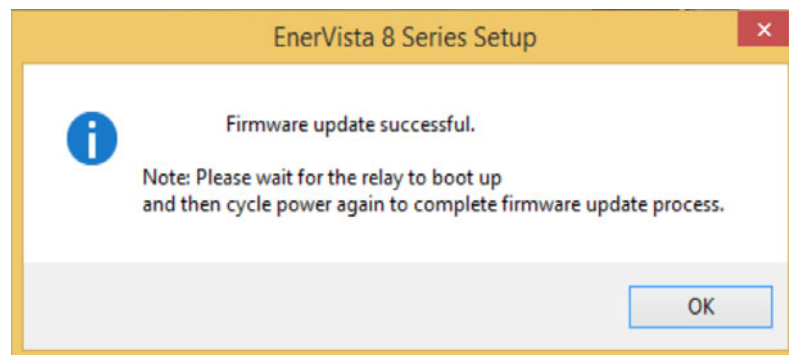 EnerVista 8 Series Setup
Firmware update successful.
Note: Please wait for the relay to boot up
and then cycle power again to complete firmware update process.
OK